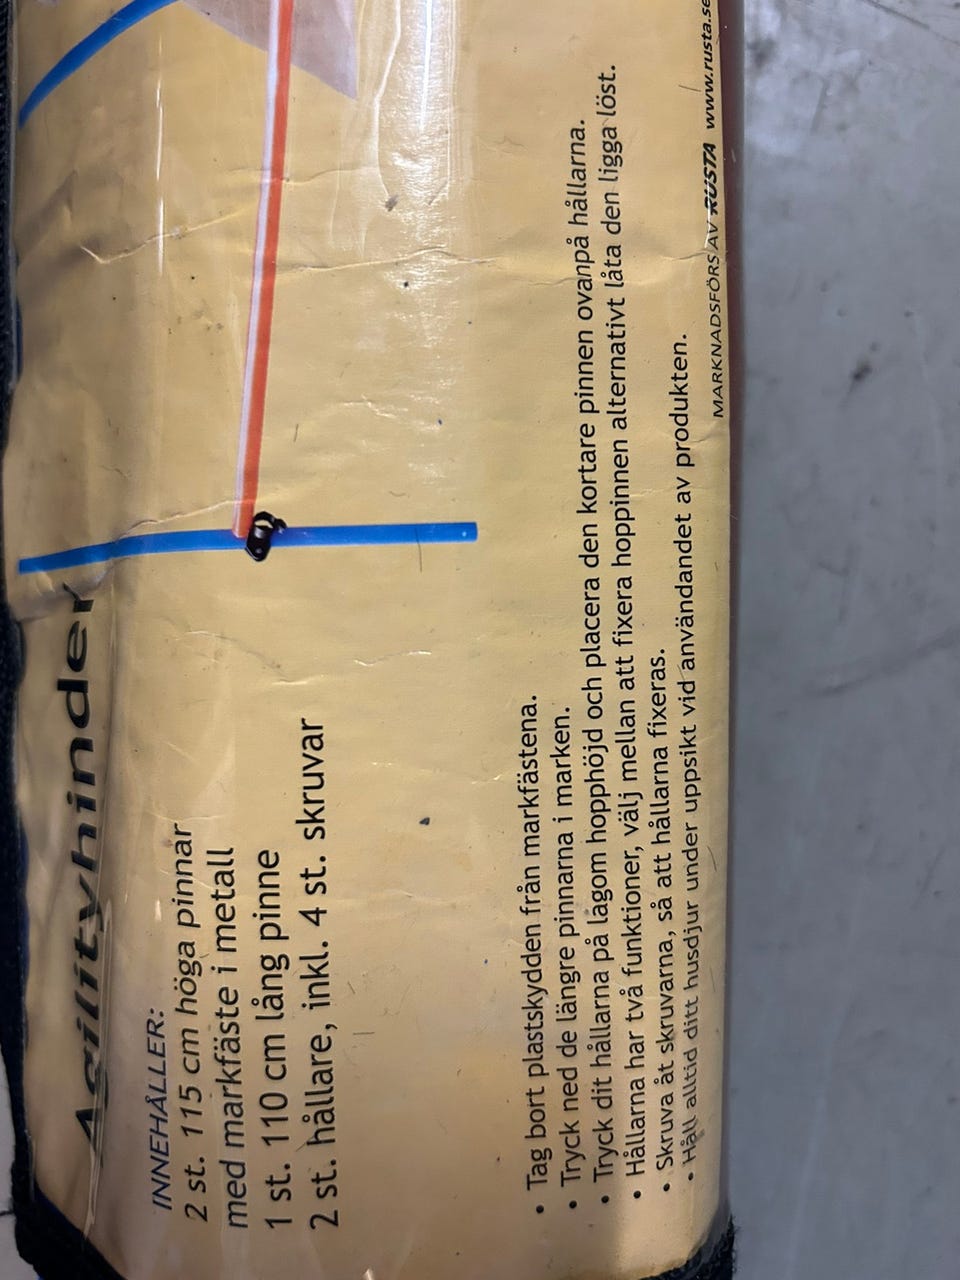 Agilityhinder
INNEHÅLLER:
2 st. 115 cm höga pinnar
med markfäste i metall
1 st. 110 cm lång pinne
2 st. hållare, inkl. 4 st. skruvar
• Tag bort plastskydden från markfästena.
• Tryck ned de längre pinnarna i marken.
• Tryck dit hållarna på lagom hopphöjd och placera den kortare pinnen ovanpå hållarna.
• Hållarna har två funktioner, välj mellan att fixera hoppinnen alternativt låta den ligga löst.
• Skruva åt skruvarna, så att hållarna fixeras.
• Håll alltid ditt husdjur under uppsikt vid användandet av produkten.
MARKNADSFÖRS AV RUSTA www.rusta.se